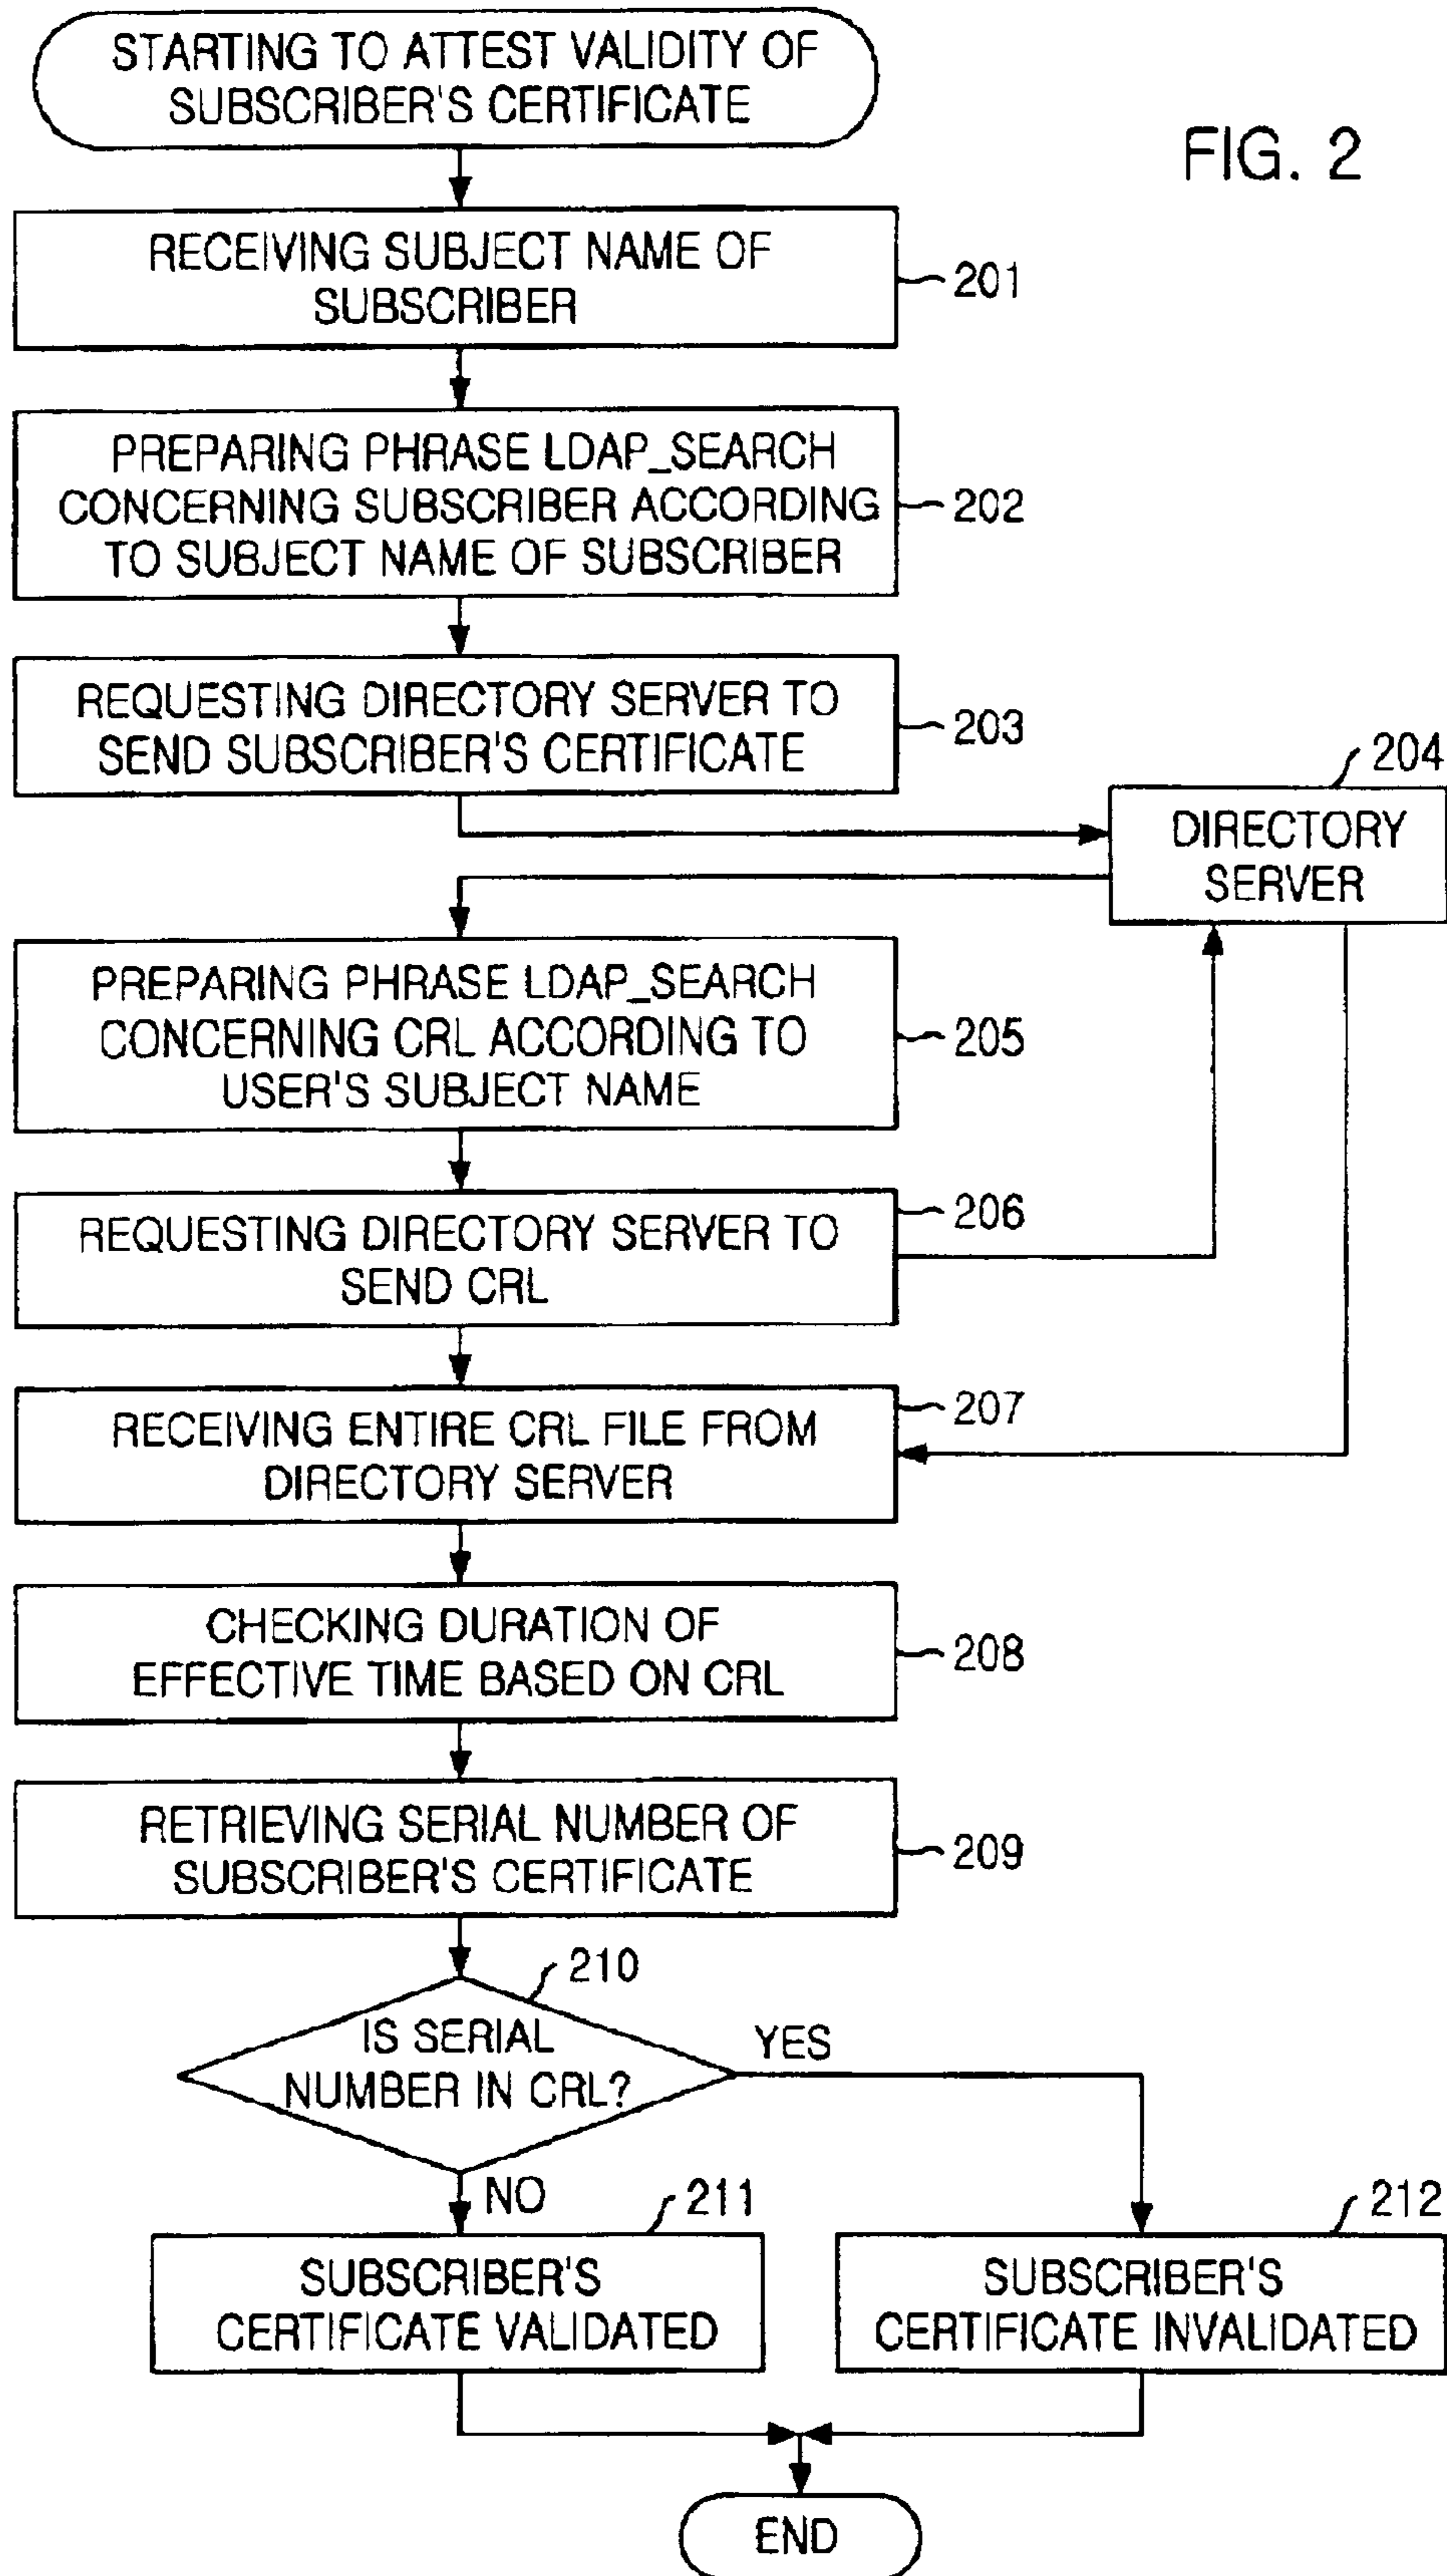 STARTING TO ATTEST VALIDITY OF
SUBSCRIBER'S CERTIFICATE
FIG. 2
RECEIVING SUBJECT NAME OF
SUBSCRIBER
201
PREPARING PHRASE LDAP_SEARCH
CONCERNING SUBSCRIBER ACCORDING
TO SUBJECT NAME OF SUBSCRIBER
202
REQUESTING DIRECTORY SERVER TO
SEND SUBSCRIBER'S CERTIFICATE
203
204
DIRECTORY
SERVER
PREPARING PHRASE LDAP_SEARCH
CONCERNING CRL ACCORDING TO
USER'S SUBJECT NAME
205
REQUESTING DIRECTORY SERVER TO
SEND CRL
206
RECEIVING ENTIRE CRL FILE FROM
DIRECTORY SERVER
207
CHECKING DURATION OF
EFFECTIVE TIME BASED ON CRL
208
RETRIEVING SERIAL NUMBER OF
SUBSCRIBER'S CERTIFICATE
209
210
IS SERIAL
NUMBER IN CRL?
YES
NO
211
SUBSCRIBER'S
CERTIFICATE VALIDATED
212
SUBSCRIBER'S
CERTIFICATE INVALIDATED
END